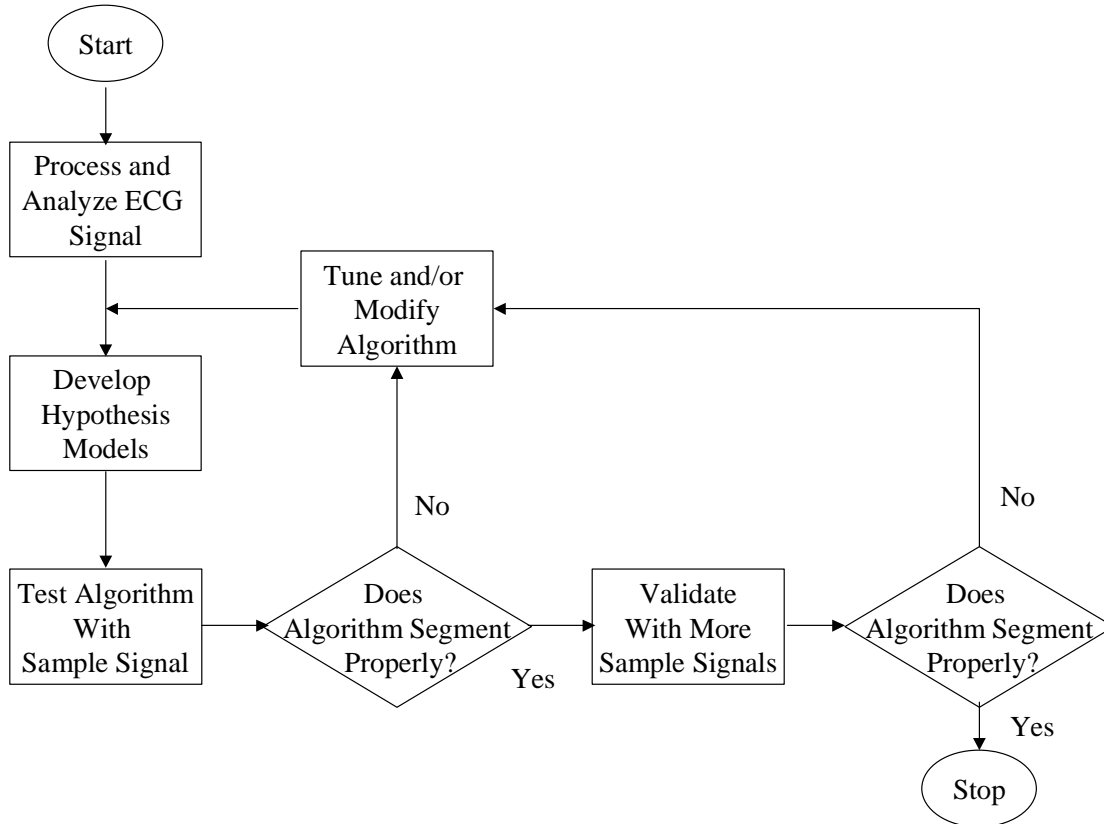 Start
Process and
Analyze ECG
Signal
Tune and/or
Modify
Algorithm
Develop
Hypothesis
Models
No
No
Test Algorithm
With
Sample Signal
Does
Algorithm Segment
Properly?
Yes
Validate
With More
Sample Signals
Does
Algorithm Segment
Properly?
Yes
Stop